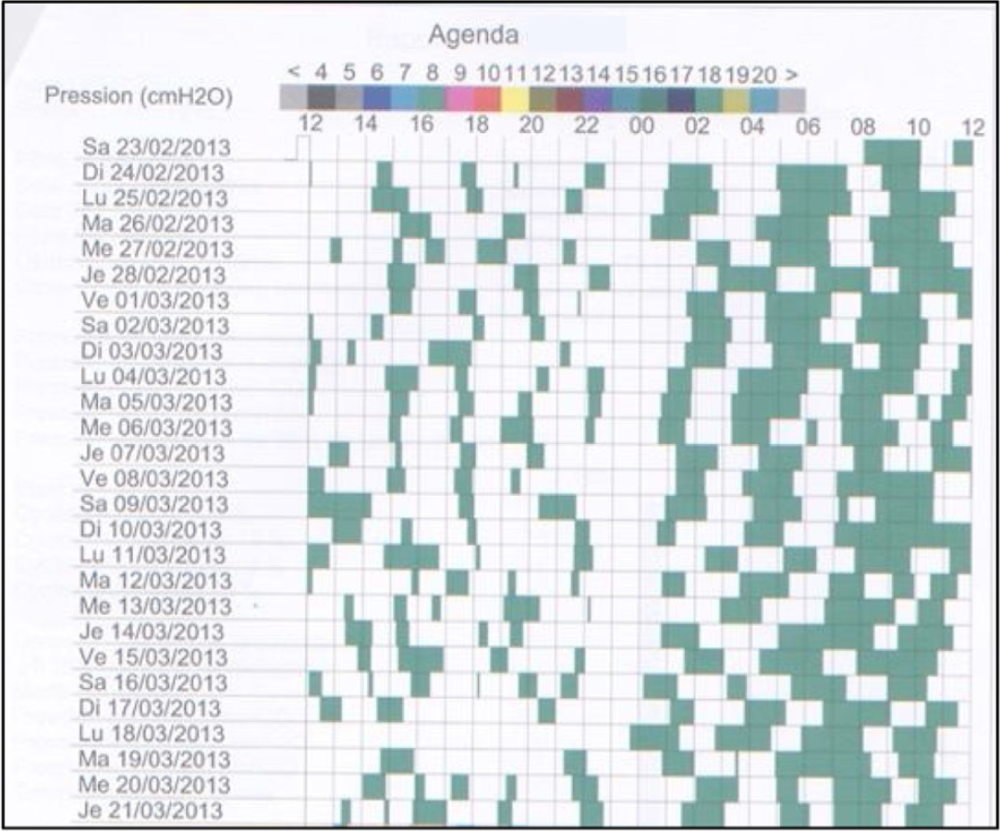 Agenda
< 4 5 6 7 8 9 10 11 12 13 14 15 16 17 18 19 20 >
Pression (cmH2O)
12 14 16 18 20 22 00 02 04 06 08 10 12
Sa 23/02/2013
Di 24/02/2013
Lu 25/02/2013
Ma 26/02/2013
Me 27/02/2013
Je 28/02/2013
Ve 01/03/2013
Sa 02/03/2013
Di 03/03/2013
Lu 04/03/2013
Ma 05/03/2013
Me 06/03/2013
Je 07/03/2013
Ve 08/03/2013
Sa 09/03/2013
Di 10/03/2013
Lu 11/03/2013
Ma 12/03/2013
Me 13/03/2013
Je 14/03/2013
Ve 15/03/2013
Sa 16/03/2013
Di 17/03/2013
Lu 18/03/2013
Ma 19/03/2013
Me 20/03/2013
Je 21/03/2013